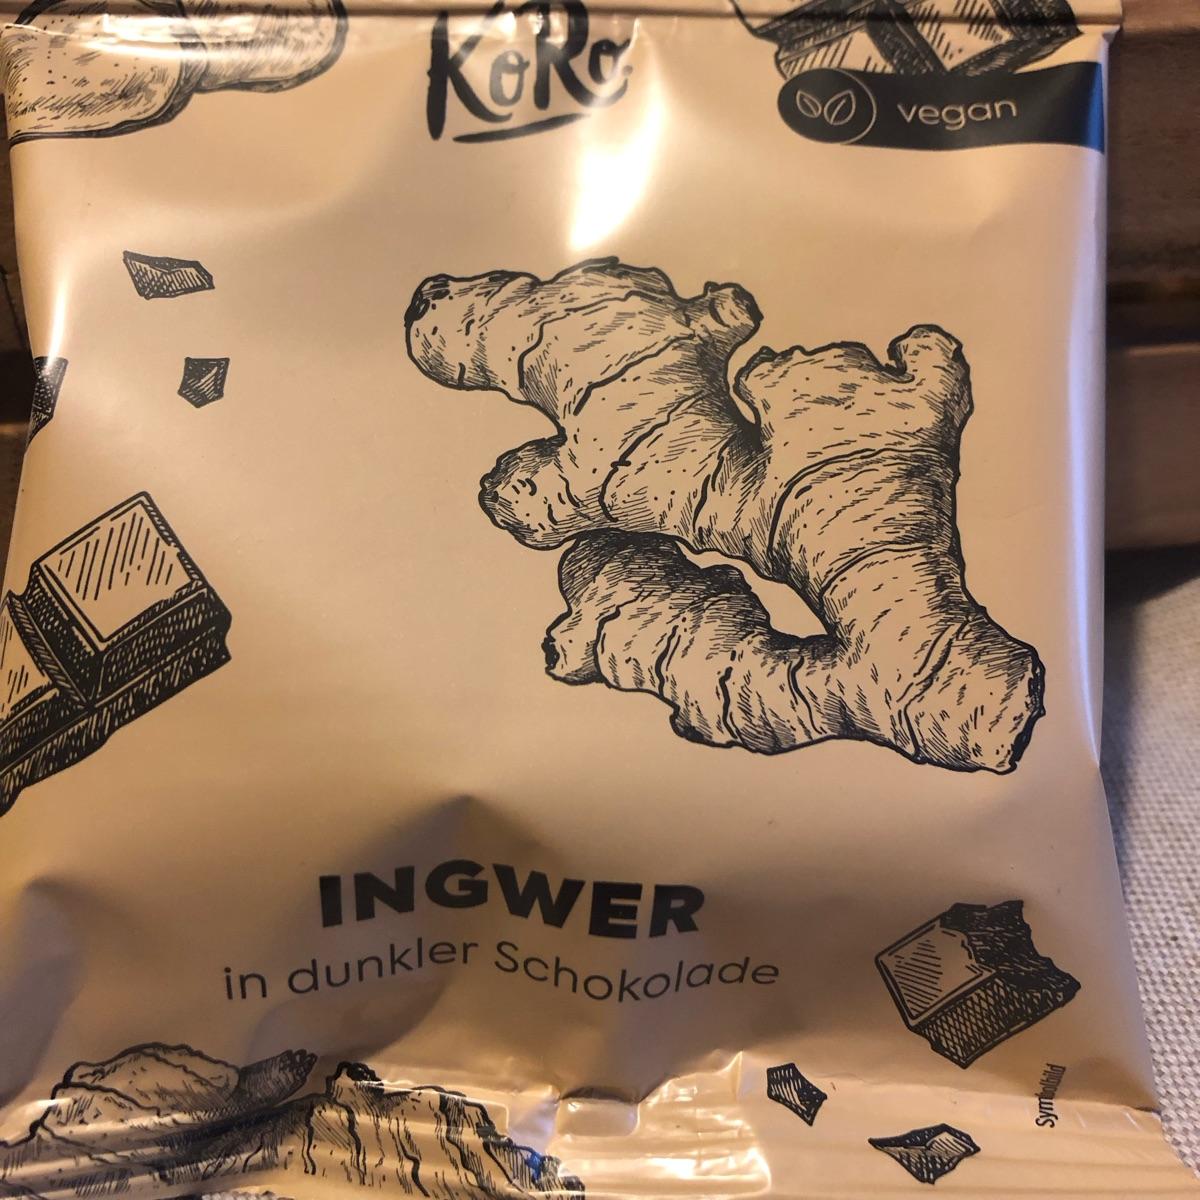 KoRo
vegan
INGWER
in dunkler Schokolade
Symbolbild